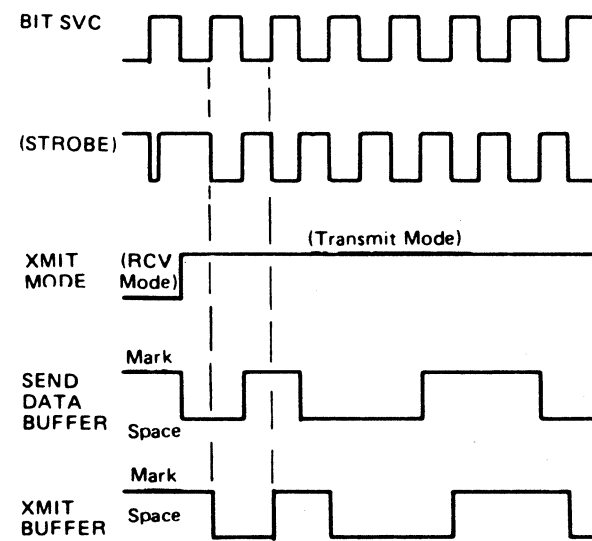 BIT SVC
(STROBE)
(Transmit Mode)
XMIT
MODE
(RCV
Mode)
Mark
SEND
DATA
BUFFER
Space
Mark
XMIT
BUFFER
Space